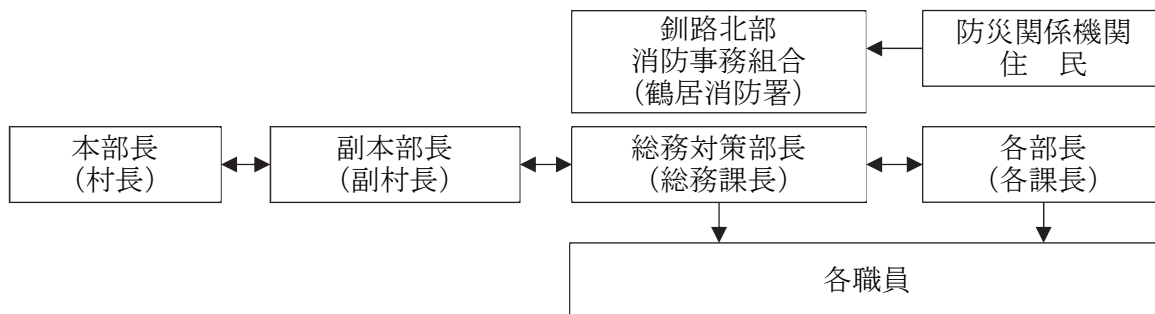 釧路北部
消防事務組合
（鶴居消防署）
防災関係機関
住　民
本部長
（村長）
副本部長
（副村長）
総務対策部長
（総務課長）
各部長
（各課長）
各職員